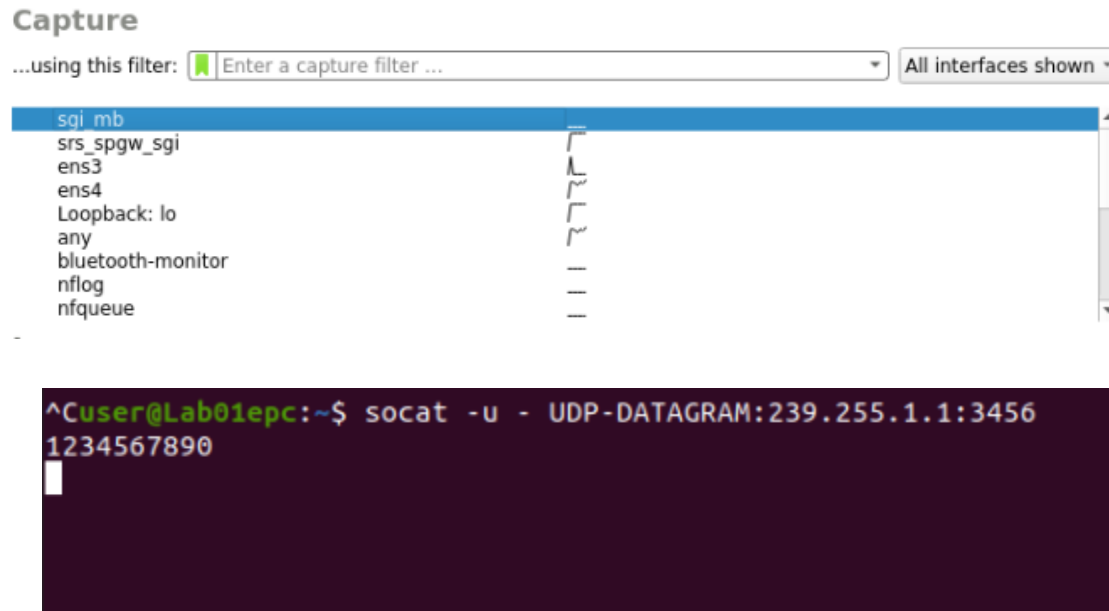 Capture
...using this filter: Enter a capture filter ... All interfaces shown
sgi_mb
srs_spgw_sgi
ens3
ens4
Loopback: lo
any
bluetooth-monitor
nflog
nfqueue
^Cuser@Lab01epc:~$ socat -u - UDP-DATAGRAM:239.255.1.1:3456
1234567890